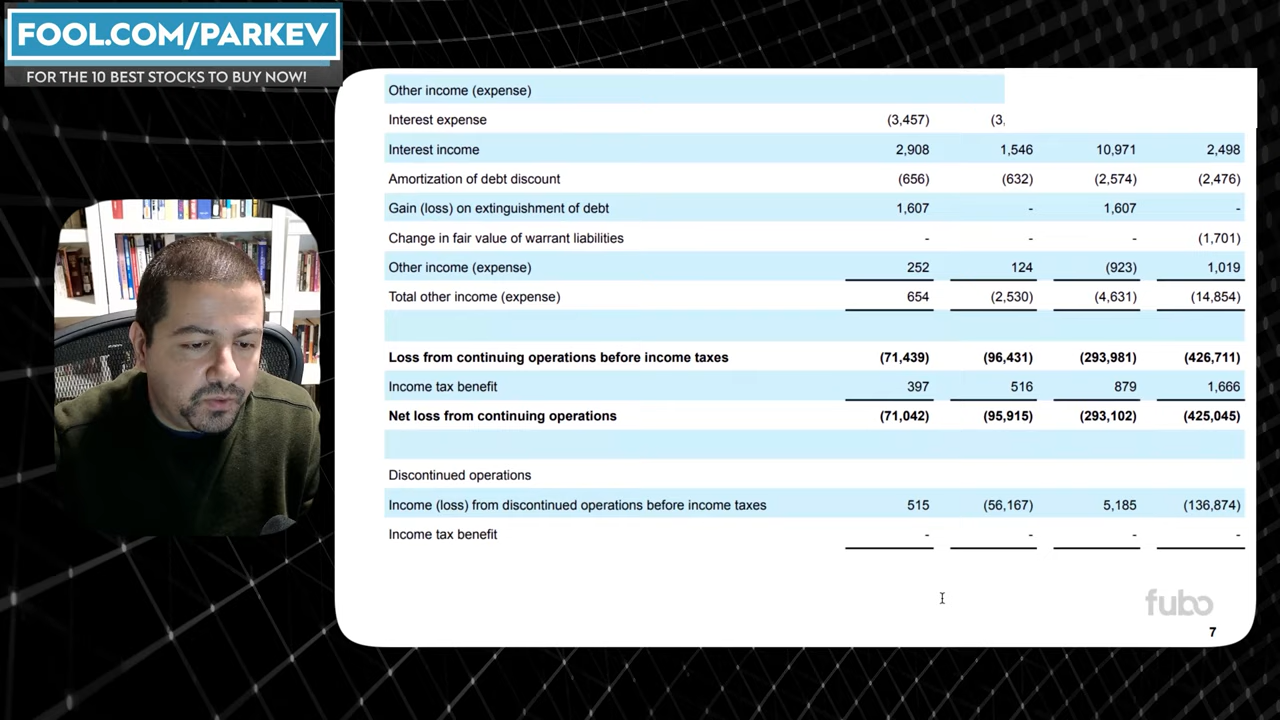 FOOL.COM/PARKEV
FOR THE 10 BEST STOCKS TO BUY NOW!
Other income (expense)
Interest expense (3,457) (3,
Interest income 2,908 1,546 10,971 2,498
Amortization of debt discount (656) (632) (2,574) (2,476)
Gain (loss) on extinguishment of debt 1,607 - 1,607 -
Change in fair value of warrant liabilities - - - (1,701)
Other income (expense) 252 124 (923) 1,019
Total other income (expense) 654 (2,530) (4,631) (14,854)
Loss from continuing operations before income taxes (71,439) (96,431) (293,981) (426,711)
Income tax benefit 397 516 879 1,666
Net loss from continuing operations (71,042) (95,915) (293,102) (425,045)
Discontinued operations
Income (loss) from discontinued operations before income taxes 515 (56,167) 5,185 (136,874)
Income tax benefit - - - -
fubo
7